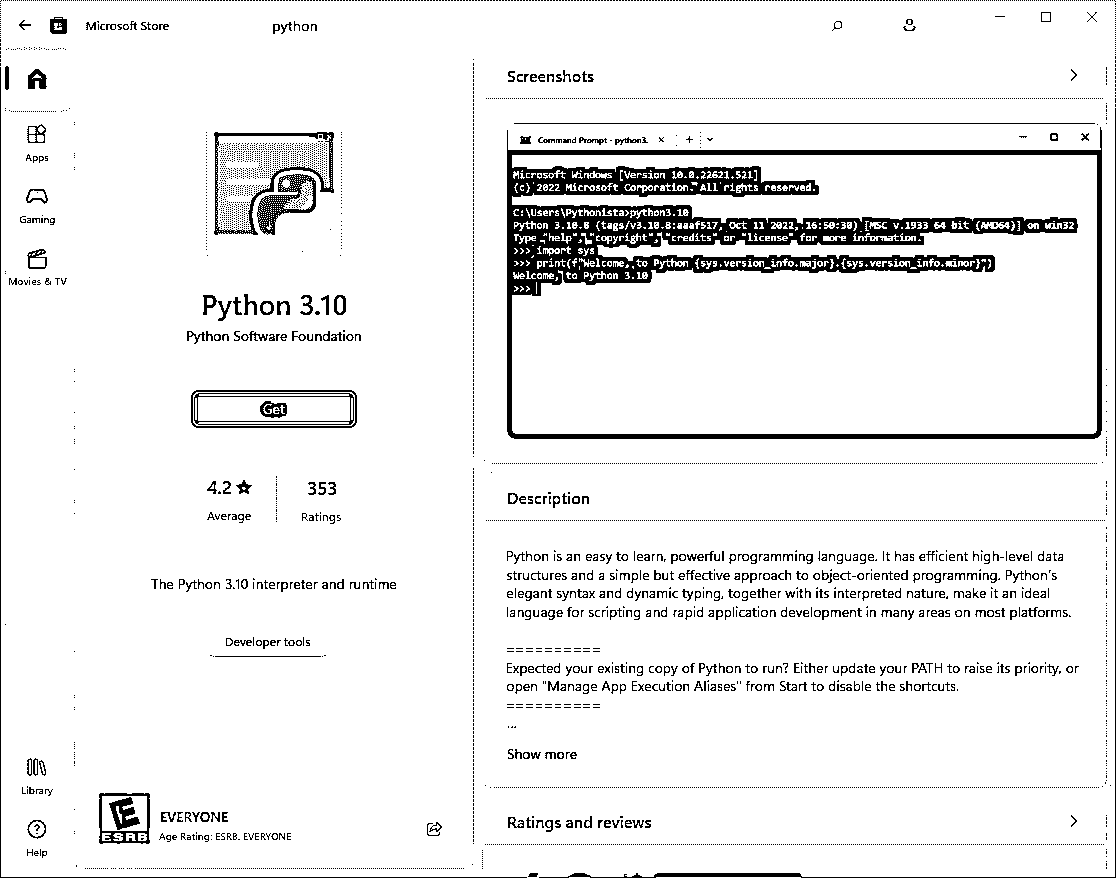 Microsoft Store
python
Apps
Gaming
Movies & TV
Library
Help
Python 3.10
Python Software Foundation
Get
4.2 ★
Average
353
Ratings
The Python 3.10 interpreter and runtime
Developer tools
E
ESRB
EVERYONE
Age Rating: ESRB. EVERYONE
Screenshots
Command Prompt - python3.
Microsoft Windows [Version 10.0.22621.521]
(c) 2022 Microsoft Corporation. All rights reserved.
C:\Users\Pythonista>python3.10
Python 3.10.8 (tags/v3.10.8:aaaf517, Oct 11 2022, 16:50:30) [MSC v.1933 64 bit (AMD64)] on win32
Type "help", "copyright", "credits" or "license" for more information.
>>> import sys
>>> print(f"Welcome, to Python {sys.version_info.major}.{sys.version_info.minor}")
Welcome, to Python 3.10
>>>
Description
Python is an easy to learn, powerful programming language. It has efficient high-level data
structures and a simple but effective approach to object-oriented programming. Python's
elegant syntax and dynamic typing, together with its interpreted nature, make it an ideal
language for scripting and rapid application development in many areas on most platforms.
==========
Expected your existing copy of Python to run? Either update your PATH to raise its priority, or
open "Manage App Execution Aliases" from Start to disable the shortcuts.
==========
...
Show more
Ratings and reviews